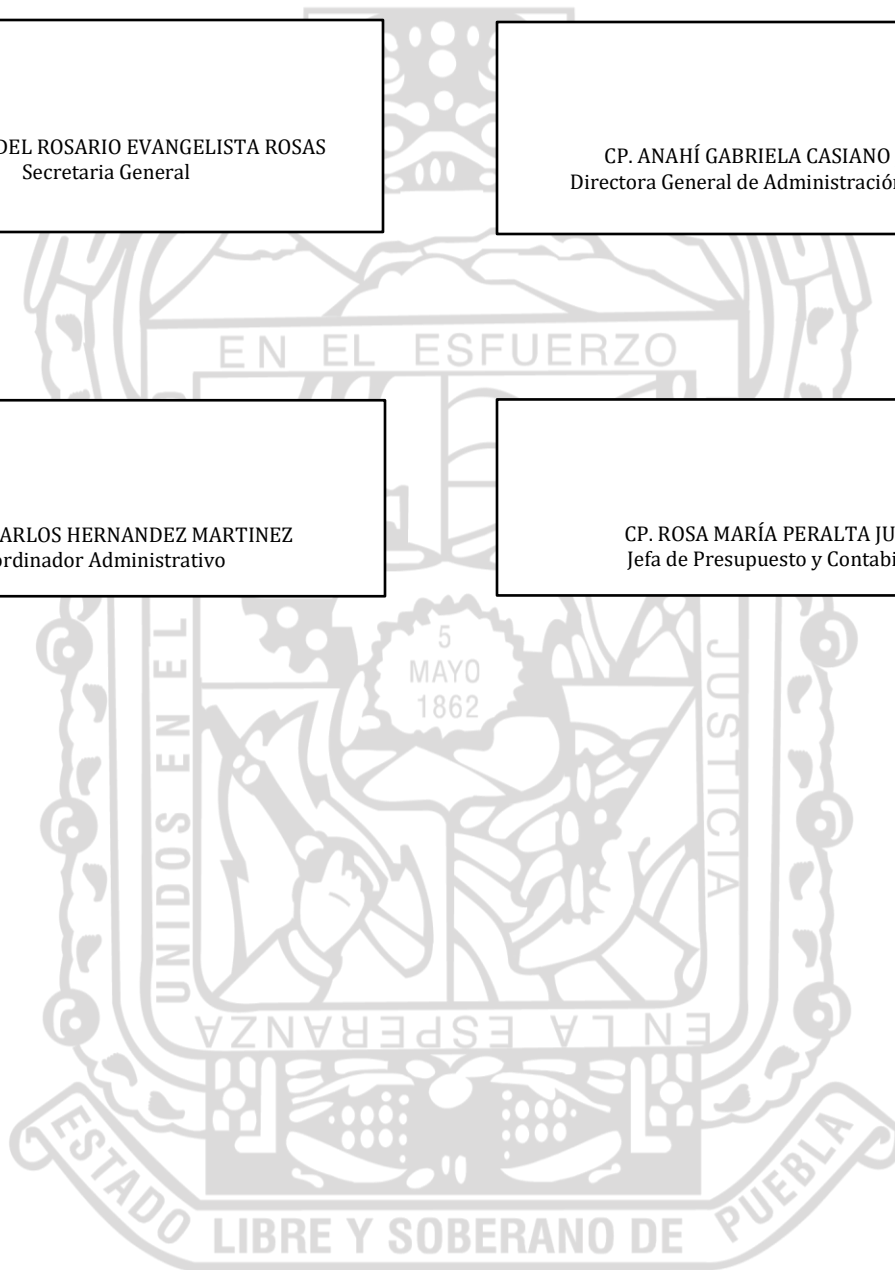 DEL ROSARIO EVANGELISTA ROSAS
Secretaria General
CP. ANAHÍ GABRIELA CASIANO
Directora General de Administración
EN EL ESFUERZO
ARLOS HERNANDEZ MARTINEZ
rdinador Administrativo
CP. ROSA MARÍA PERALTA JU
Jefa de Presupuesto y Contabi
UNIDOS EN EL
5
MAYO
1862
JUSTICIA
EN LA ESPERANZA
ESTADO LIBRE Y SOBERANO DE PUEBLA